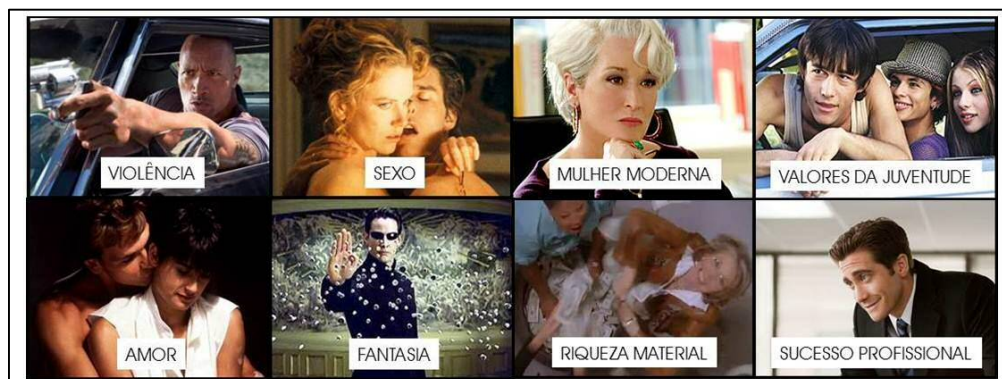 VIOLÊNCIA
SEXO
MULHER MODERNA
VALORES DA JUVENTUDE
AMOR
FANTASIA
RIQUEZA MATERIAL
SUCESSO PROFISSIONAL